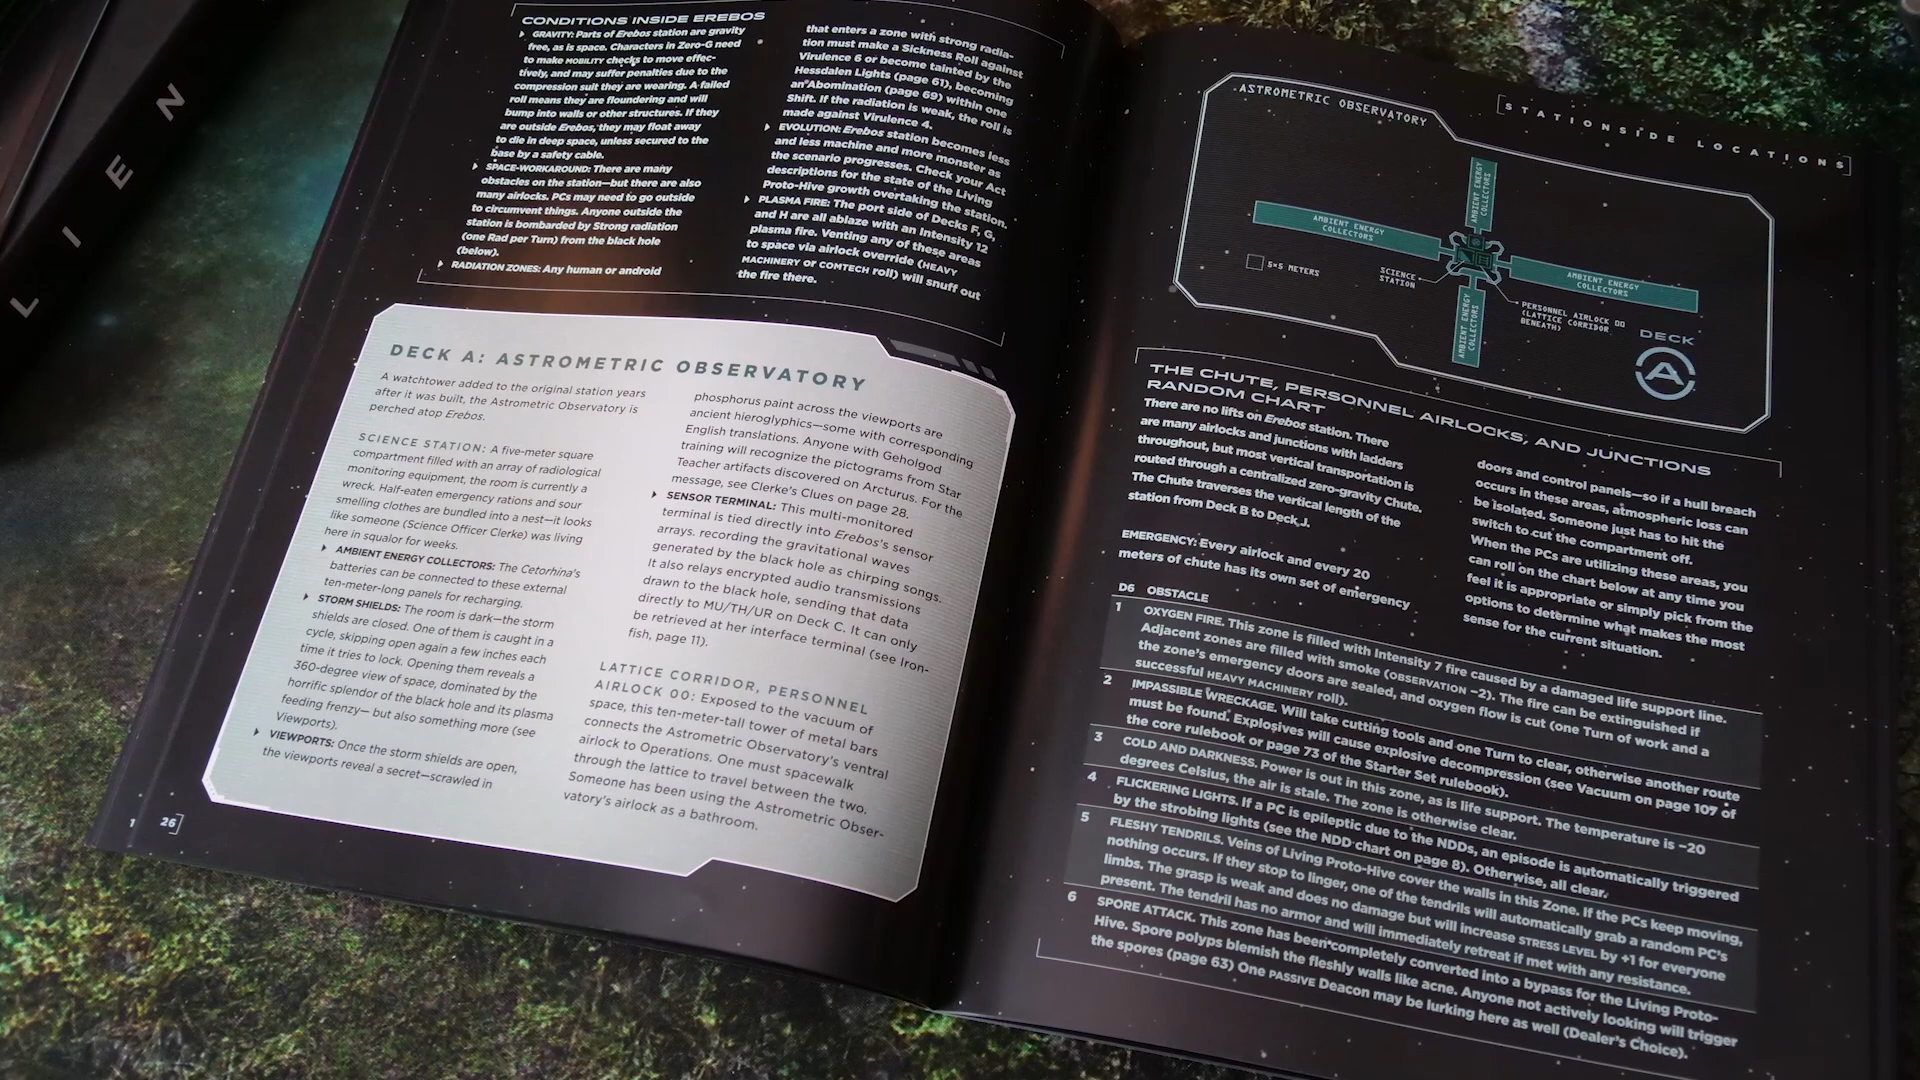 ALIEN
CONDITIONS INSIDE EREBOS
GRAVITY: Parts of Erebos station are gravity
free, as is space. Characters in Zero-G need
to make MOBILITY checks to move effec-
tively, and may suffer penalties due to the
compression suit they are wearing. A failed
roll means they are floundering and will
bump into walls or other structures. If they
are outside Erebos, they may float away
to die in deep space, unless secured to the
base by a safety cable.
SPACE-WORKAROUND: There are many
obstacles on the station—but there are also
many airlocks. PCs may need to go outside
to circumvent things. Anyone outside the
station is bombarded by Strong radiation
(one Rad per Turn) from the black hole
(below).
RADIATION ZONES: Any human or android
that enters a zone with strong radia-
tion must make a Sickness Roll against
Virulence 6 or become tainted by the
Hessdalen Lights (page 61), becoming
an Abomination (page 69) within one
Shift. If the radiation is weak, the roll is
made against Virulence 4.
EVOLUTION: Erebos station becomes less
and less machine and more monster as
the scenario progresses. Check your Act
descriptions for the state of the Living
Proto-Hive growth overtaking the station.
PLASMA FIRE: The port side of Decks F, G,
and H are all ablaze with an Intensity 12
plasma fire. Venting any of these areas
to space via airlock override (HEAVY
MACHINERY or COMTECH roll) will snuff out
the fire there.
DECK A: ASTROMETRIC OBSERVATORY
A watchtower added to the original station years
after it was built, the Astrometric Observatory is
perched atop Erebos.
SCIENCE STATION: A five-meter square
compartment filled with an array of radiological
monitoring equipment, the room is currently a
wreck. Half-eaten emergency rations and sour
smelling clothes are bundled into a nest—it looks
like someone (Science Officer Clerke) was living
here in squalor for weeks.
AMBIENT ENERGY COLLECTORS: The Cetorhina's
batteries can be connected to these external
ten-meter-long panels for recharging.
STORM SHIELDS: The room is dark—the storm
shields are closed. One of them is caught in a
cycle, skipping open again a few inches each
time it tries to lock. Opening them reveals a
360-degree view of space, dominated by the
horrific splendor of the black hole and its plasma
feeding frenzy— but also something more (see
Viewports).
VIEWPORTS: Once the storm shields are open,
the viewports reveal a secret—scrawled in
phosphorus paint across the viewports are
ancient hieroglyphics—some with corresponding
English translations. Anyone with Geholgod
training will recognize the pictograms from Star
Teacher artifacts discovered on Arcturus. For the
message, see Clerke's Clues on page 28.
SENSOR TERMINAL: This multi-monitored
terminal is tied directly into Erebos's sensor
arrays. recording the gravitational waves
generated by the black hole as chirping songs.
It also relays encrypted audio transmissions
drawn to the black hole, sending that data
directly to MU/TH/UR on Deck C. It can only
be retrieved at her interface terminal (see Iron-
fish, page 11).
LATTICE CORRIDOR, PERSONNEL
AIRLOCK 00: Exposed to the vacuum of
space, this ten-meter-tall tower of metal bars
connects the Astrometric Observatory's ventral
airlock to Operations. One must spacewalk
through the lattice to travel between the two.
Someone has been using the Astrometric Obser-
vatory's airlock as a bathroom.
26
STATIONSIDE LOCATIONS
ASTROMETRIC OBSERVATORY
AMBIENT ENERGY
COLLECTORS
AMBIENT ENERGY
COLLECTORS
5×5 METERS
SCIENCE
STATION
AMBIENT ENERGY
COLLECTORS
AMBIENT ENERGY
COLLECTORS
PERSONNEL AIRLOCK 00
(LATTICE CORRIDOR
BENEATH)
DECK
A
THE CHUTE, PERSONNEL AIRLOCKS, AND JUNCTIONS
RANDOM CHART
There are no lifts on Erebos station. There
are many airlocks and junctions with ladders
throughout, but most vertical transportation is
routed through a centralized zero-gravity Chute.
The Chute traverses the vertical length of the
station from Deck B to Deck J.
EMERGENCY: Every airlock and every 20
meters of chute has its own set of emergency
doors and control panels—so if a hull breach
occurs in these areas, atmospheric loss can
be isolated. Someone just has to hit the
switch to cut the compartment off.
When the PCs are utilizing these areas, you
can roll on the chart below at any time you
feel it is appropriate or simply pick from the
options to determine what makes the most
sense for the current situation.
D6 OBSTACLE
1 OXYGEN FIRE. This zone is filled with Intensity 7 fire caused by a damaged life support line.
Adjacent zones are filled with smoke (OBSERVATION –2). The fire can be extinguished if
the zone's emergency doors are sealed, and oxygen flow is cut (one Turn of work and a
successful HEAVY MACHINERY roll).
2 IMPASSIBLE WRECKAGE. Will take cutting tools and one Turn to clear, otherwise another route
must be found. Explosives will cause explosive decompression (see Vacuum on page 107 of
the core rulebook or page 73 of the Starter Set rulebook).
3 COLD AND DARKNESS. Power is out in this zone, as is life support. The temperature is –20
degrees Celsius, the air is stale. The zone is otherwise clear.
4 FLICKERING LIGHTS. If a PC is epileptic due to the NDDs, an episode is automatically triggered
by the strobing lights (see the NDD chart on page 8). Otherwise, all clear.
5 FLESHY TENDRILS. Veins of Living Proto-Hive cover the walls in this Zone. If the PCs keep moving,
nothing occurs. If they stop to linger, one of the tendrils will automatically grab a random PC's
limbs. The grasp is weak and does no damage but will increase STRESS LEVEL by +1 for everyone
present. The tendril has no armor and will immediately retreat if met with any resistance.
6 SPORE ATTACK. This zone has been completely converted into a bypass for the Living Proto-
Hive. Spore polyps blemish the fleshly walls like acne. Anyone not actively looking will trigger
the spores (page 63) One PASSIVE Deacon may be lurking here as well (Dealer's Choice).